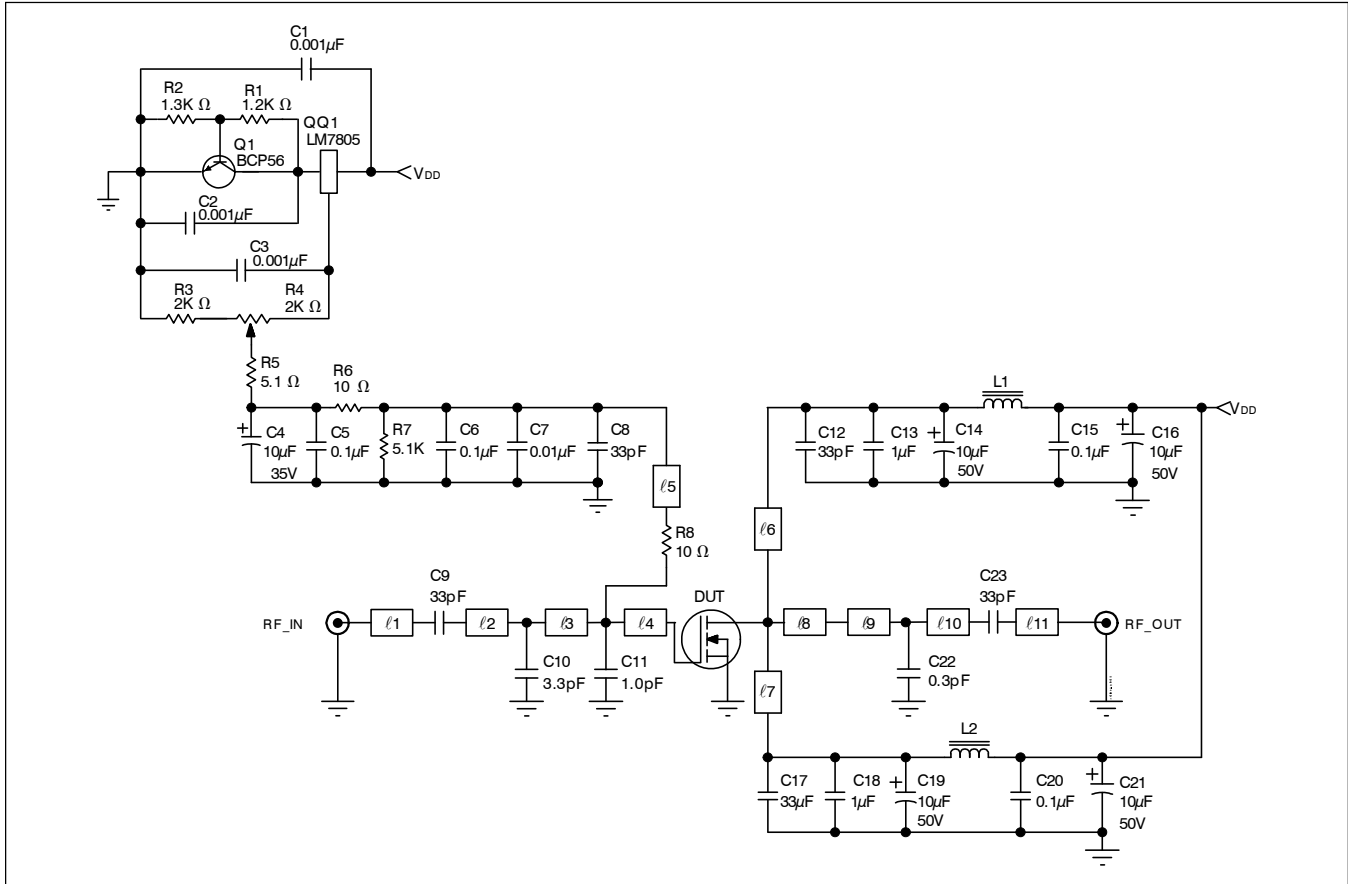 C1
0.001µF
R2
1.3K Ω
R1
1.2K Ω
QQ1
LM7805
Q1
BCP56
VDD
C2
0.001µF
C3
0.001µF
R3
2K Ω
R4
2K Ω
R5
5.1 Ω
R6
10 Ω
L1
VDD
C4
10µF
35V
C5
0.1µF
R7
5.1K
C6
0.1µF
C7
0.01µF
C8
33pF
C12
33pF
C13
1µF
C14
10µF
50V
C15
0.1µF
C16
10µF
50V
ℓ5
ℓ6
R8
10 Ω
C9
33pF
DUT
C23
33pF
RF_IN
ℓ1
ℓ2
ℓ3
ℓ4
ℓ8
ℓ9
ℓ10
ℓ11
RF_OUT
C10
3.3pF
C11
1.0pF
C22
0.3pF
ℓ7
L2
C17
33µF
C18
1µF
C19
10µF
50V
C20
0.1µF
C21
10µF
50V